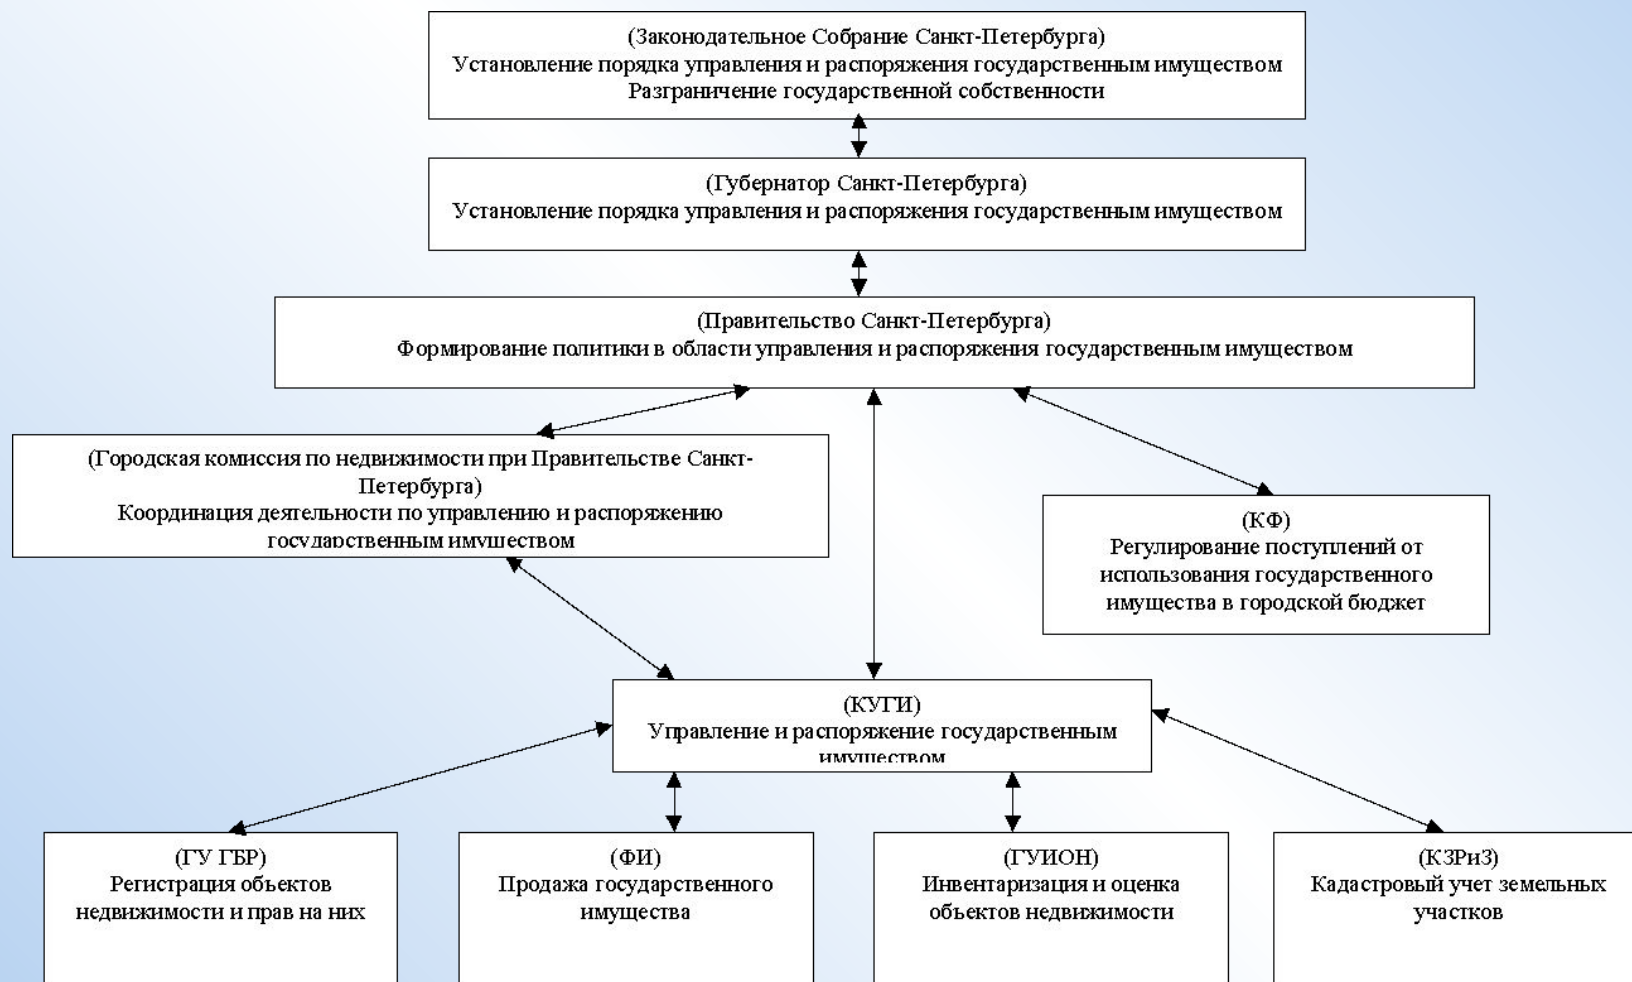 (Законодательное Собрание Санкт-Петербурга)
Установление порядка управления и распоряжения государственным имуществом
Разграничение государственной собственности
(Губернатор Санкт-Петербурга)
Установление порядка управления и распоряжения государственным имуществом
(Правительство Санкт-Петербурга)
Формирование политики в области управления и распоряжения государственным имуществом
(Городская комиссия по недвижимости при Правительстве Санкт-
Петербурга)
Координация деятельности по управлению и распоряжению
государственным имуществом
(КФ)
Регулирование поступлений от
использования государственного
имущества в городской бюджет
(КУГИ)
Управление и распоряжение государственным
имуществом
(ГУ ГБР)
Регистрация объектов
недвижимости и прав на них
(ФИ)
Продажа государственного
имущества
(ГУИОН)
Инвентаризация и оценка
объектов недвижимости
(КЗРиЗ)
Кадастровый учет земельных
участков